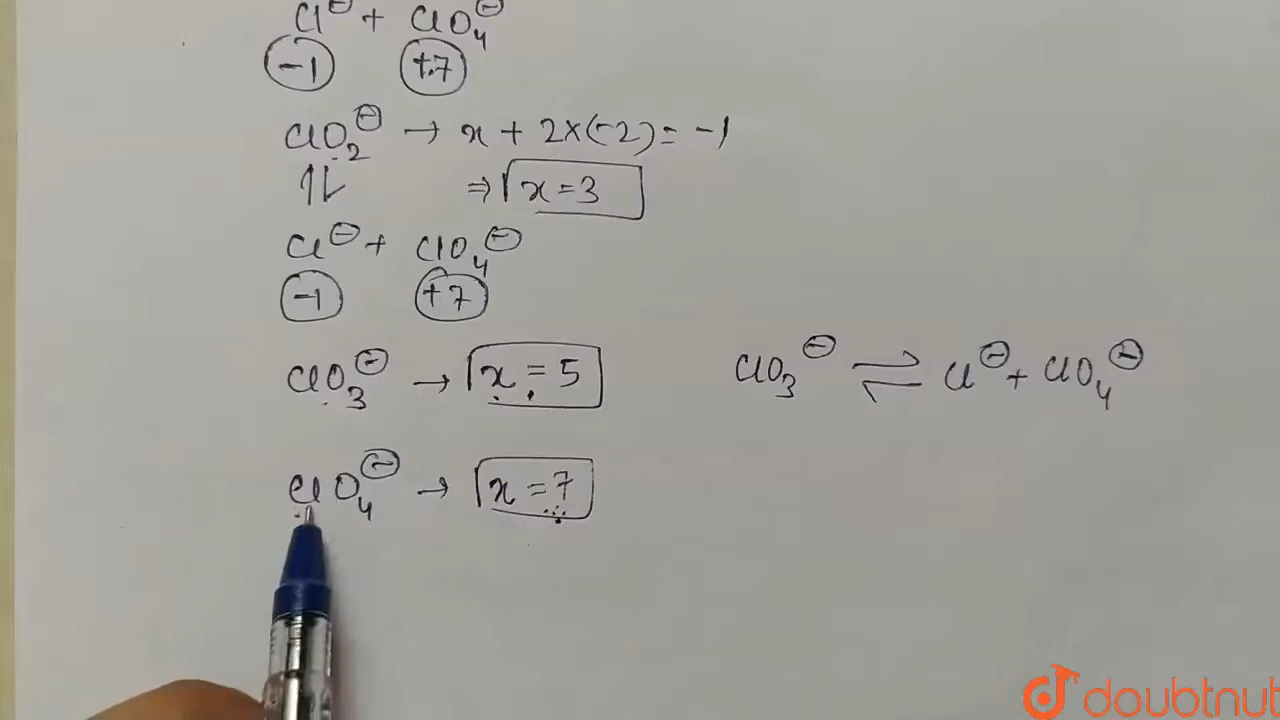 Cl⊖ + ClO₄⊖
-1 +7
ClO₂⊖ → x + 2×(-2) = -1
⇌ ⇒ x = 3
Cl⊖ + ClO₄⊖
-1 +7
ClO₃⊖ → x = 5
ClO₃⊖ ⇌ Cl⊖ + ClO₄⊖
ClO₄⊖ → x = 7
doubtnut